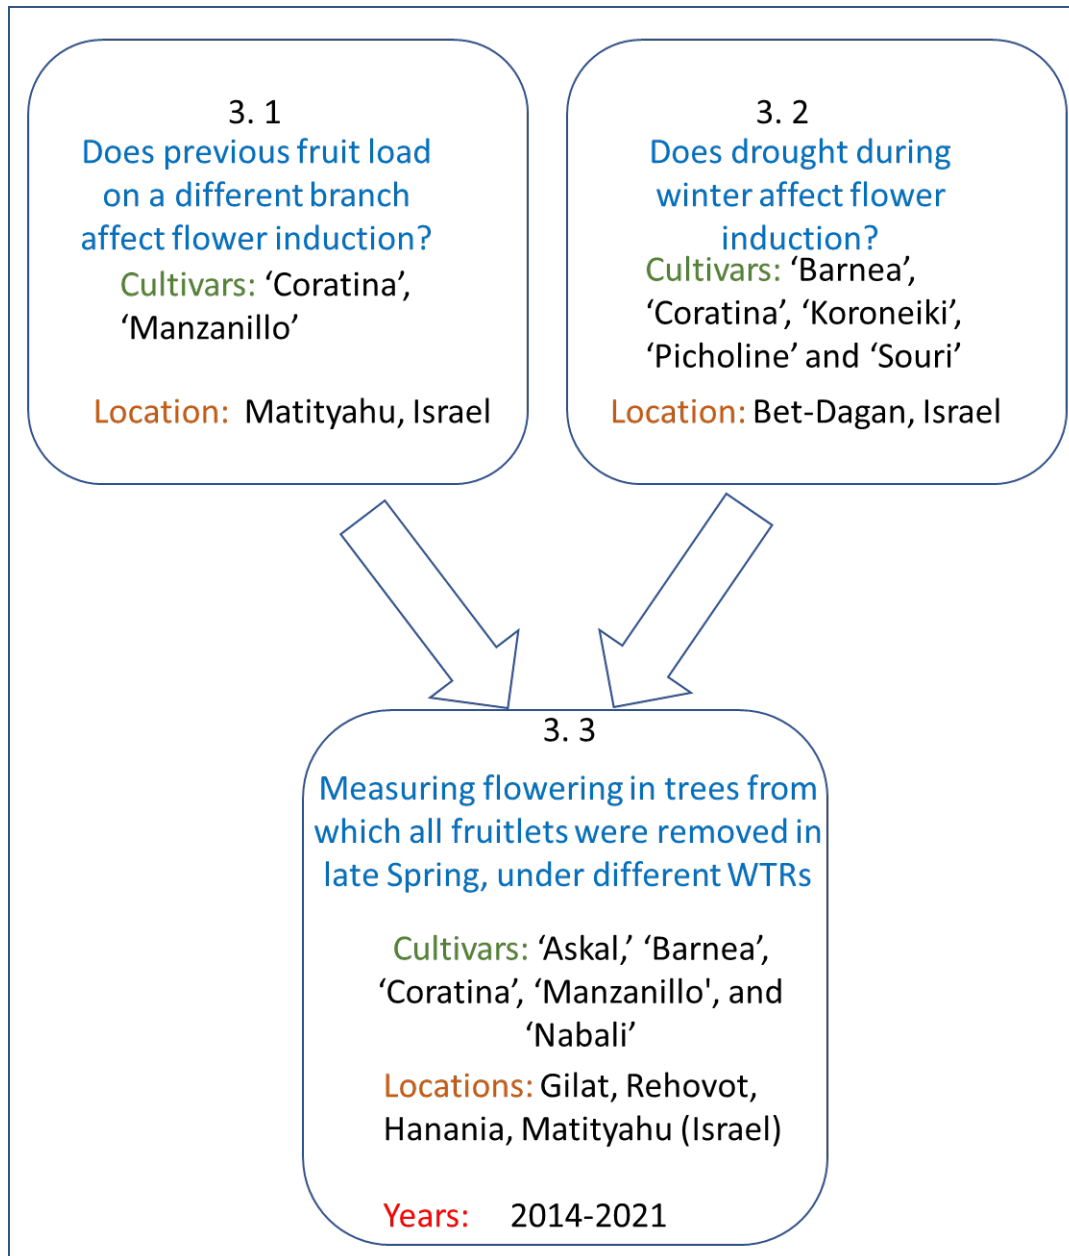 3. 1
Does previous fruit load
on a different branch
affect flower induction?
Cultivars: ‘Coratina’,
‘Manzanillo’
Location: Matityahu, Israel
3. 2
Does drought during
winter affect flower
induction?
Cultivars: ‘Barnea’,
‘Coratina’, ‘Koroneiki’,
‘Picholine’ and ‘Souri’
Location: Bet-Dagan, Israel
3. 3
Measuring flowering in trees from
which all fruitlets were removed in
late Spring, under different WTRs
Cultivars: ‘Askal,’ ‘Barnea’,
‘Coratina’, ‘Manzanillo', and
‘Nabali’
Locations: Gilat, Rehovot,
Hanania, Matityahu (Israel)
Years: 2014-2021